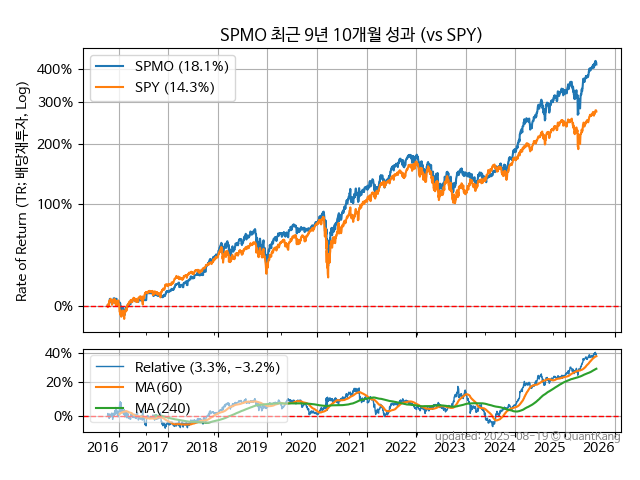 SPMO 최근 9년 10개월 성과 (vs SPY)
SPMO (18.1%)
SPY (14.3%)
400%
300%
200%
100%
0%
Rate of Return (TR: 배당재투자, Log)
40%
20%
0%
Relative (3.3%, −3.2%)
MA(60)
MA(240)
2016 2017 2018 2019 2020 2021 2022 2023 2024 2025 2026
updated: 2025-08-19 © QuantKang